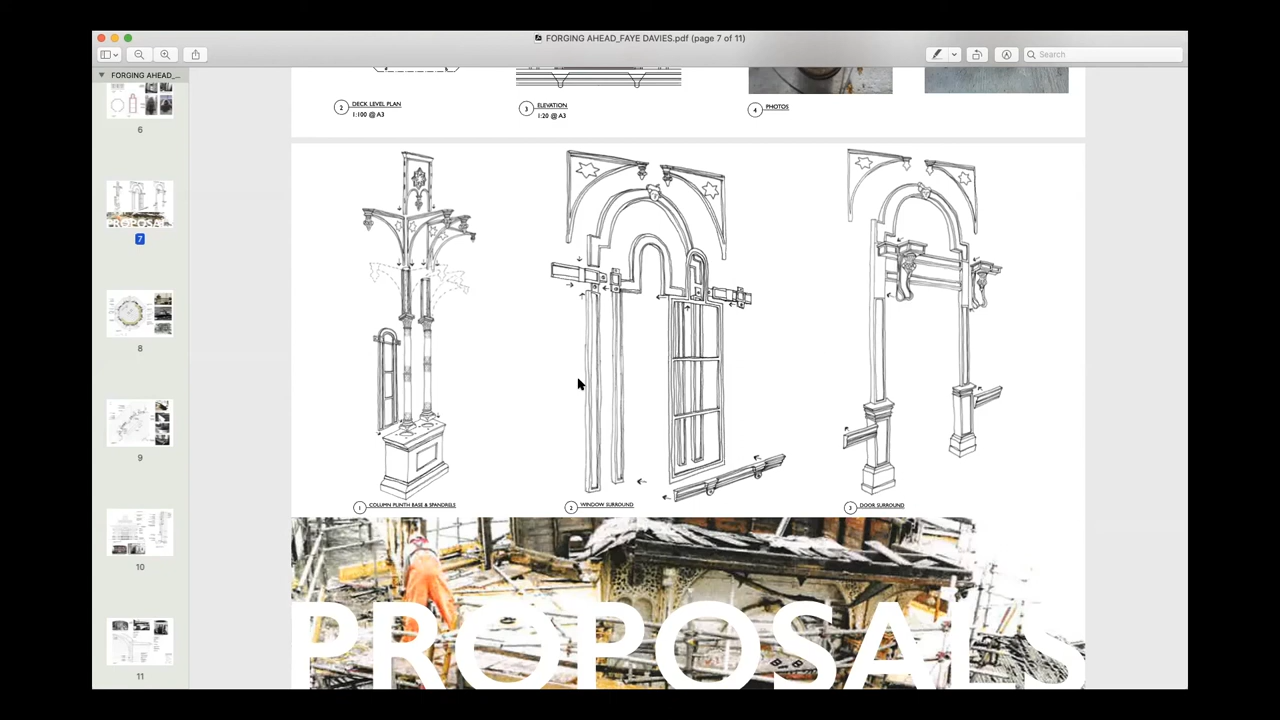 FORGING AHEAD_FAYE DAVIES.pdf (page 7 of 11)
Search
FORGING AHEAD_...
6
7
8
9
10
11
2 DECK LEVEL PLAN
1:100 @ A3
3 ELEVATION
1:20 @ A3
4 PHOTOS
1 COLUMN PLINTH BASE & SPANDRELS
2 WINDOW SURROUND
3 DOOR SURROUND
PROPOSALS